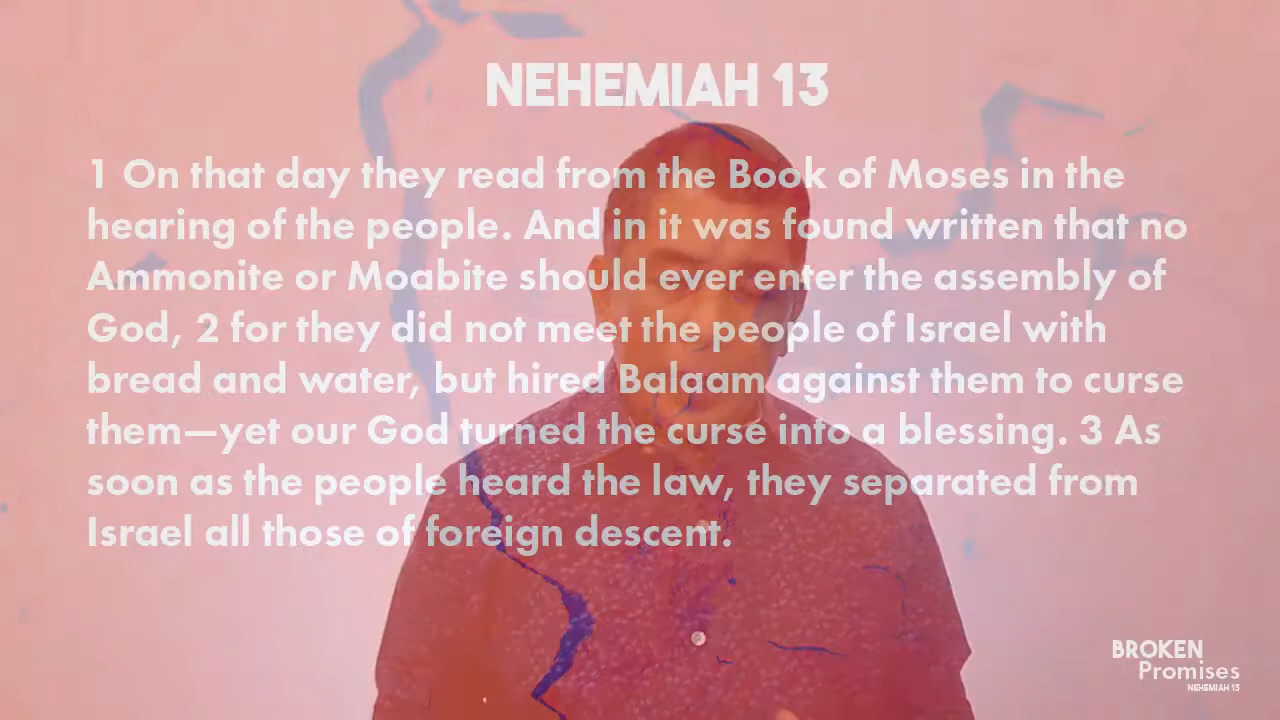 NEHEMIAH 13
1 On that day they read from the Book of Moses in the
hearing of the people. And in it was found written that no
Ammonite or Moabite should ever enter the assembly of
God, 2 for they did not meet the people of Israel with
bread and water, but hired Balaam against them to curse
them—yet our God turned the curse into a blessing. 3 As
soon as the people heard the law, they separated from
Israel all those of foreign descent.
BROKEN
Promises
NEHEMIAH 13